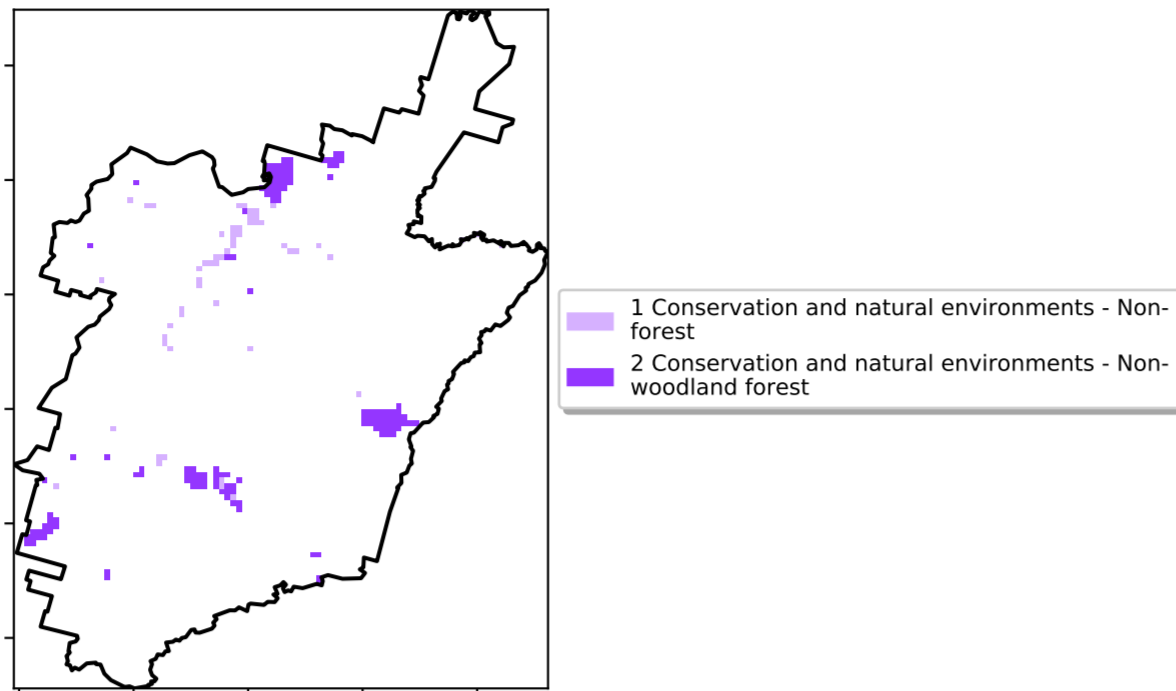 1 Conservation and natural environments - Non-
forest
2 Conservation and natural environments - Non-
woodland forest